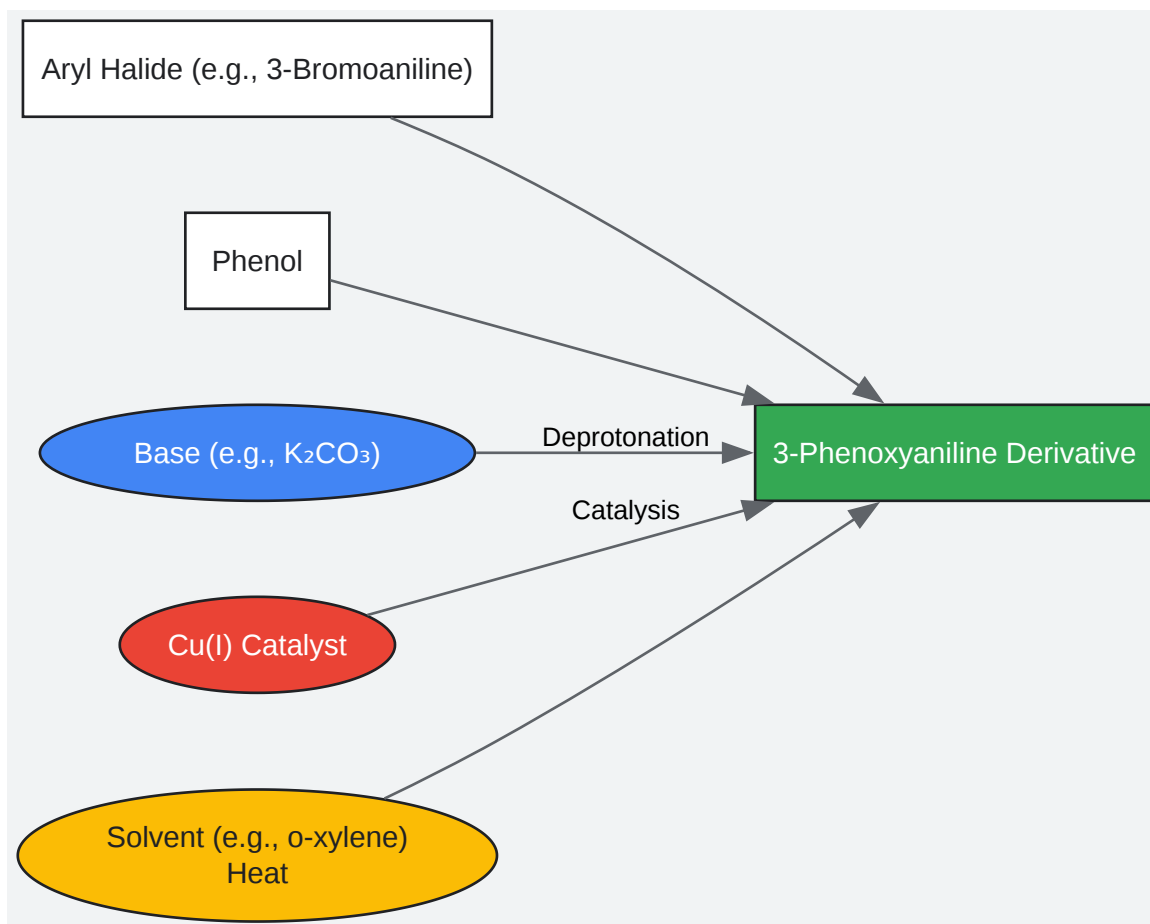 Aryl Halide (e.g., 3-Bromoaniline)
Phenol
Base (e.g., K₂CO₃)
Deprotonation
3-Phenoxyaniline Derivative
Catalysis
Cu(I) Catalyst
Solvent (e.g., o-xylene)
Heat